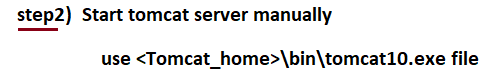 step2)  Start tomcat server manually
use <Tomcat_home>\bin\tomcat10.exe file